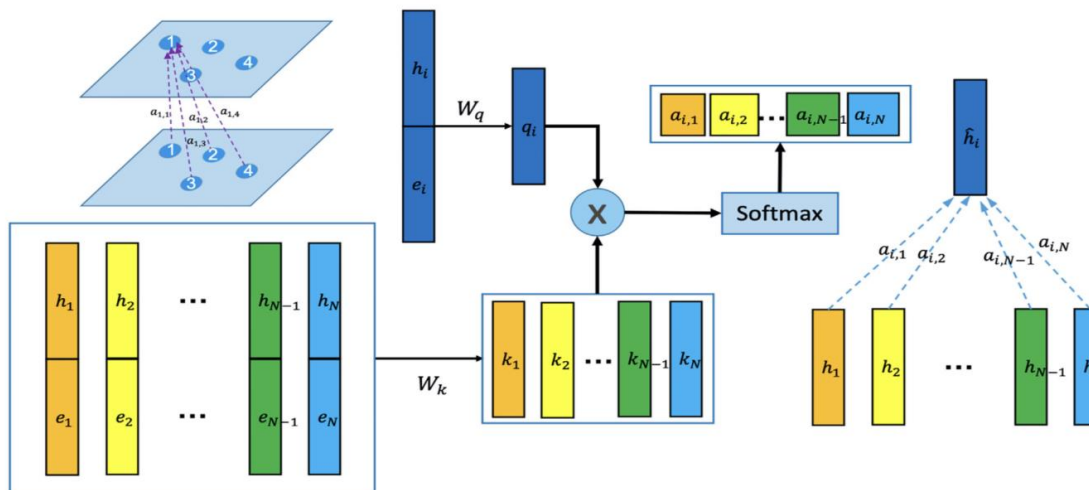 1
2
3
4
a_{1,1}
a_{1,2}
a_{1,3}
a_{1,4}
1
2
3
4
h_i
e_i
W_q
q_i
X
Softmax
a_{i,1} a_{i,2} ... a_{i,N-1} a_{i,N}
ĥ_i
a_{i,1} a_{i,2} a_{i,N-1} a_{i,N}
h_1 h_2 ... h_{N-1} h_N
e_1 e_2 ... e_{N-1} e_N
W_k
k_1 k_2 ... k_{N-1} k_N
h_1 h_2 ... h_{N-1} h